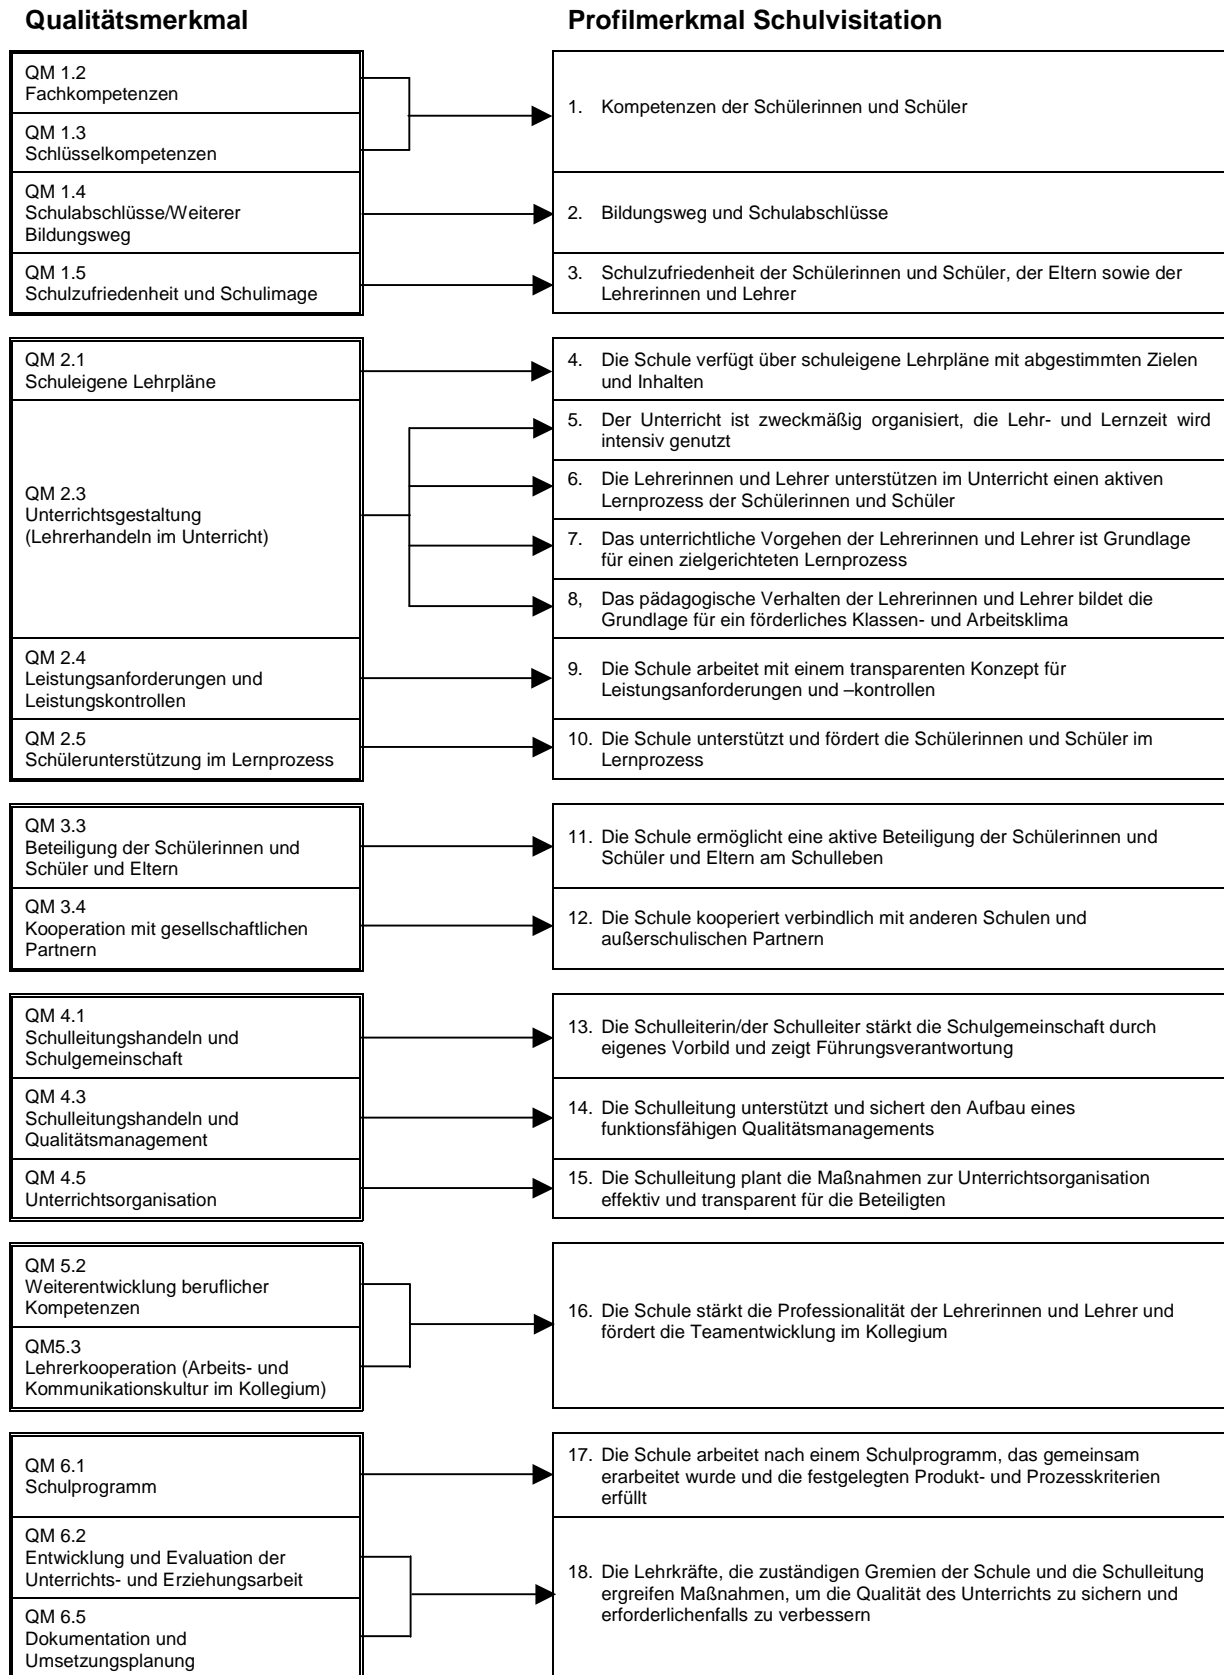 Qualitätsmerkmal
Profilmerkmal Schulvisitation
QM 1.2
Fachkompetenzen
QM 1.3
Schlüsselkompetenzen
1. Kompetenzen der Schülerinnen und Schüler
QM 1.4
Schulabschlüsse/Weiterer
Bildungsweg
2. Bildungsweg und Schulabschlüsse
QM 1.5
Schulzufriedenheit und Schulimage
3. Schulzufriedenheit der Schülerinnen und Schüler, der Eltern sowie der
Lehrerinnen und Lehrer
QM 2.1
Schuleigene Lehrpläne
4. Die Schule verfügt über schuleigene Lehrpläne mit abgestimmten Zielen
und Inhalten
QM 2.3
Unterrichtsgestaltung
(Lehrerhandeln im Unterricht)
5. Der Unterricht ist zweckmäßig organisiert, die Lehr- und Lernzeit wird
intensiv genutzt
6. Die Lehrerinnen und Lehrer unterstützen im Unterricht einen aktiven
Lernprozess der Schülerinnen und Schüler
7. Das unterrichtliche Vorgehen der Lehrerinnen und Lehrer ist Grundlage
für einen zielgerichteten Lernprozess
8, Das pädagogische Verhalten der Lehrerinnen und Lehrer bildet die
Grundlage für ein förderliches Klassen- und Arbeitsklima
QM 2.4
Leistungsanforderungen und
Leistungskontrollen
9. Die Schule arbeitet mit einem transparenten Konzept für
Leistungsanforderungen und –kontrollen
QM 2.5
Schülerunterstützung im Lernprozess
10. Die Schule unterstützt und fördert die Schülerinnen und Schüler im
Lernprozess
QM 3.3
Beteiligung der Schülerinnen und
Schüler und Eltern
11. Die Schule ermöglicht eine aktive Beteiligung der Schülerinnen und
Schüler und Eltern am Schulleben
QM 3.4
Kooperation mit gesellschaftlichen
Partnern
12. Die Schule kooperiert verbindlich mit anderen Schulen und
außerschulischen Partnern
QM 4.1
Schulleitungshandeln und
Schulgemeinschaft
13. Die Schulleiterin/der Schulleiter stärkt die Schulgemeinschaft durch
eigenes Vorbild und zeigt Führungsverantwortung
QM 4.3
Schulleitungshandeln und
Qualitätsmanagement
14. Die Schulleitung unterstützt und sichert den Aufbau eines
funktionsfähigen Qualitätsmanagements
QM 4.5
Unterrichtsorganisation
15. Die Schulleitung plant die Maßnahmen zur Unterrichtsorganisation
effektiv und transparent für die Beteiligten
QM 5.2
Weiterentwicklung beruflicher
Kompetenzen
QM5.3
Lehrerkooperation (Arbeits- und
Kommunikationskultur im Kollegium)
16. Die Schule stärkt die Professionalität der Lehrerinnen und Lehrer und
fördert die Teamentwicklung im Kollegium
QM 6.1
Schulprogramm
17. Die Schule arbeitet nach einem Schulprogramm, das gemeinsam
erarbeitet wurde und die festgelegten Produkt- und Prozesskriterien
erfüllt
QM 6.2
Entwicklung und Evaluation der
Unterrichts- und Erziehungsarbeit
QM 6.5
Dokumentation und
Umsetzungsplanung
18. Die Lehrkräfte, die zuständigen Gremien der Schule und die Schulleitung
ergreifen Maßnahmen, um die Qualität des Unterrichts zu sichern und
erforderlichenfalls zu verbessern